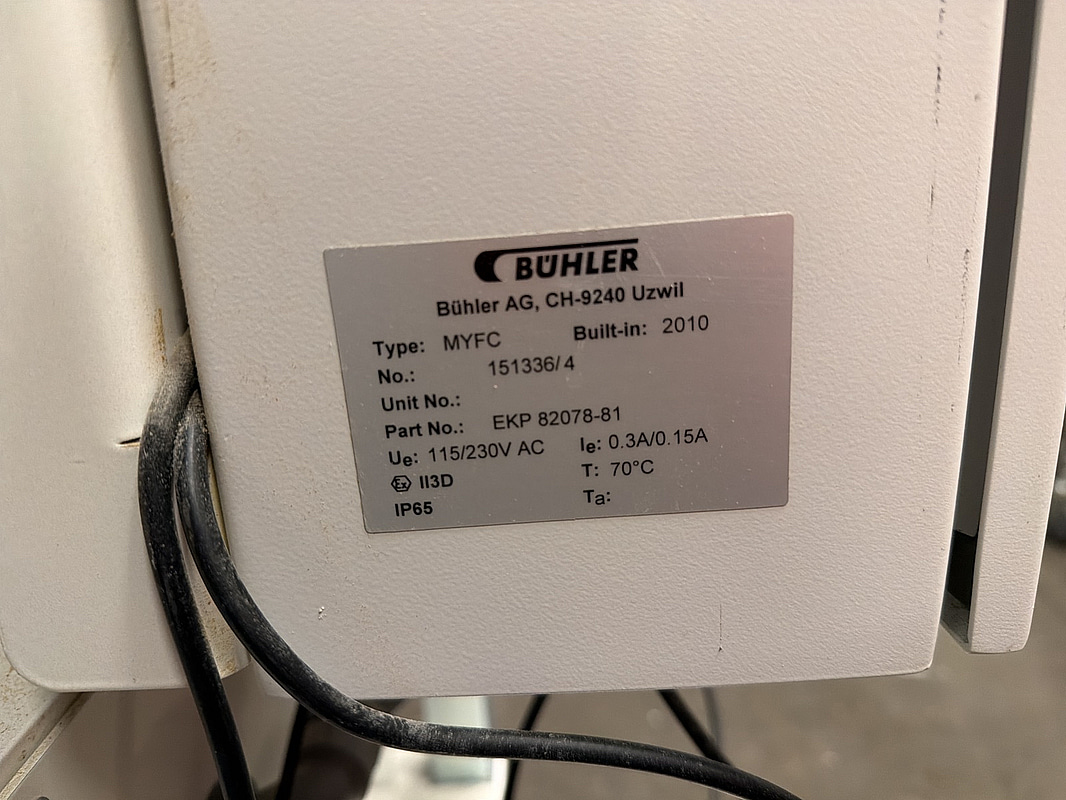 BÜHLER
Bühler AG, CH-9240 Uzwil
Type: MYFC Built-in: 2010
No.: 151336/4
Unit No.:
Part No.: EKP 82078-81
Ue: 115/230V AC Ie: 0.3A/0.15A
Ex II3D T: 70°C
IP65 Ta: